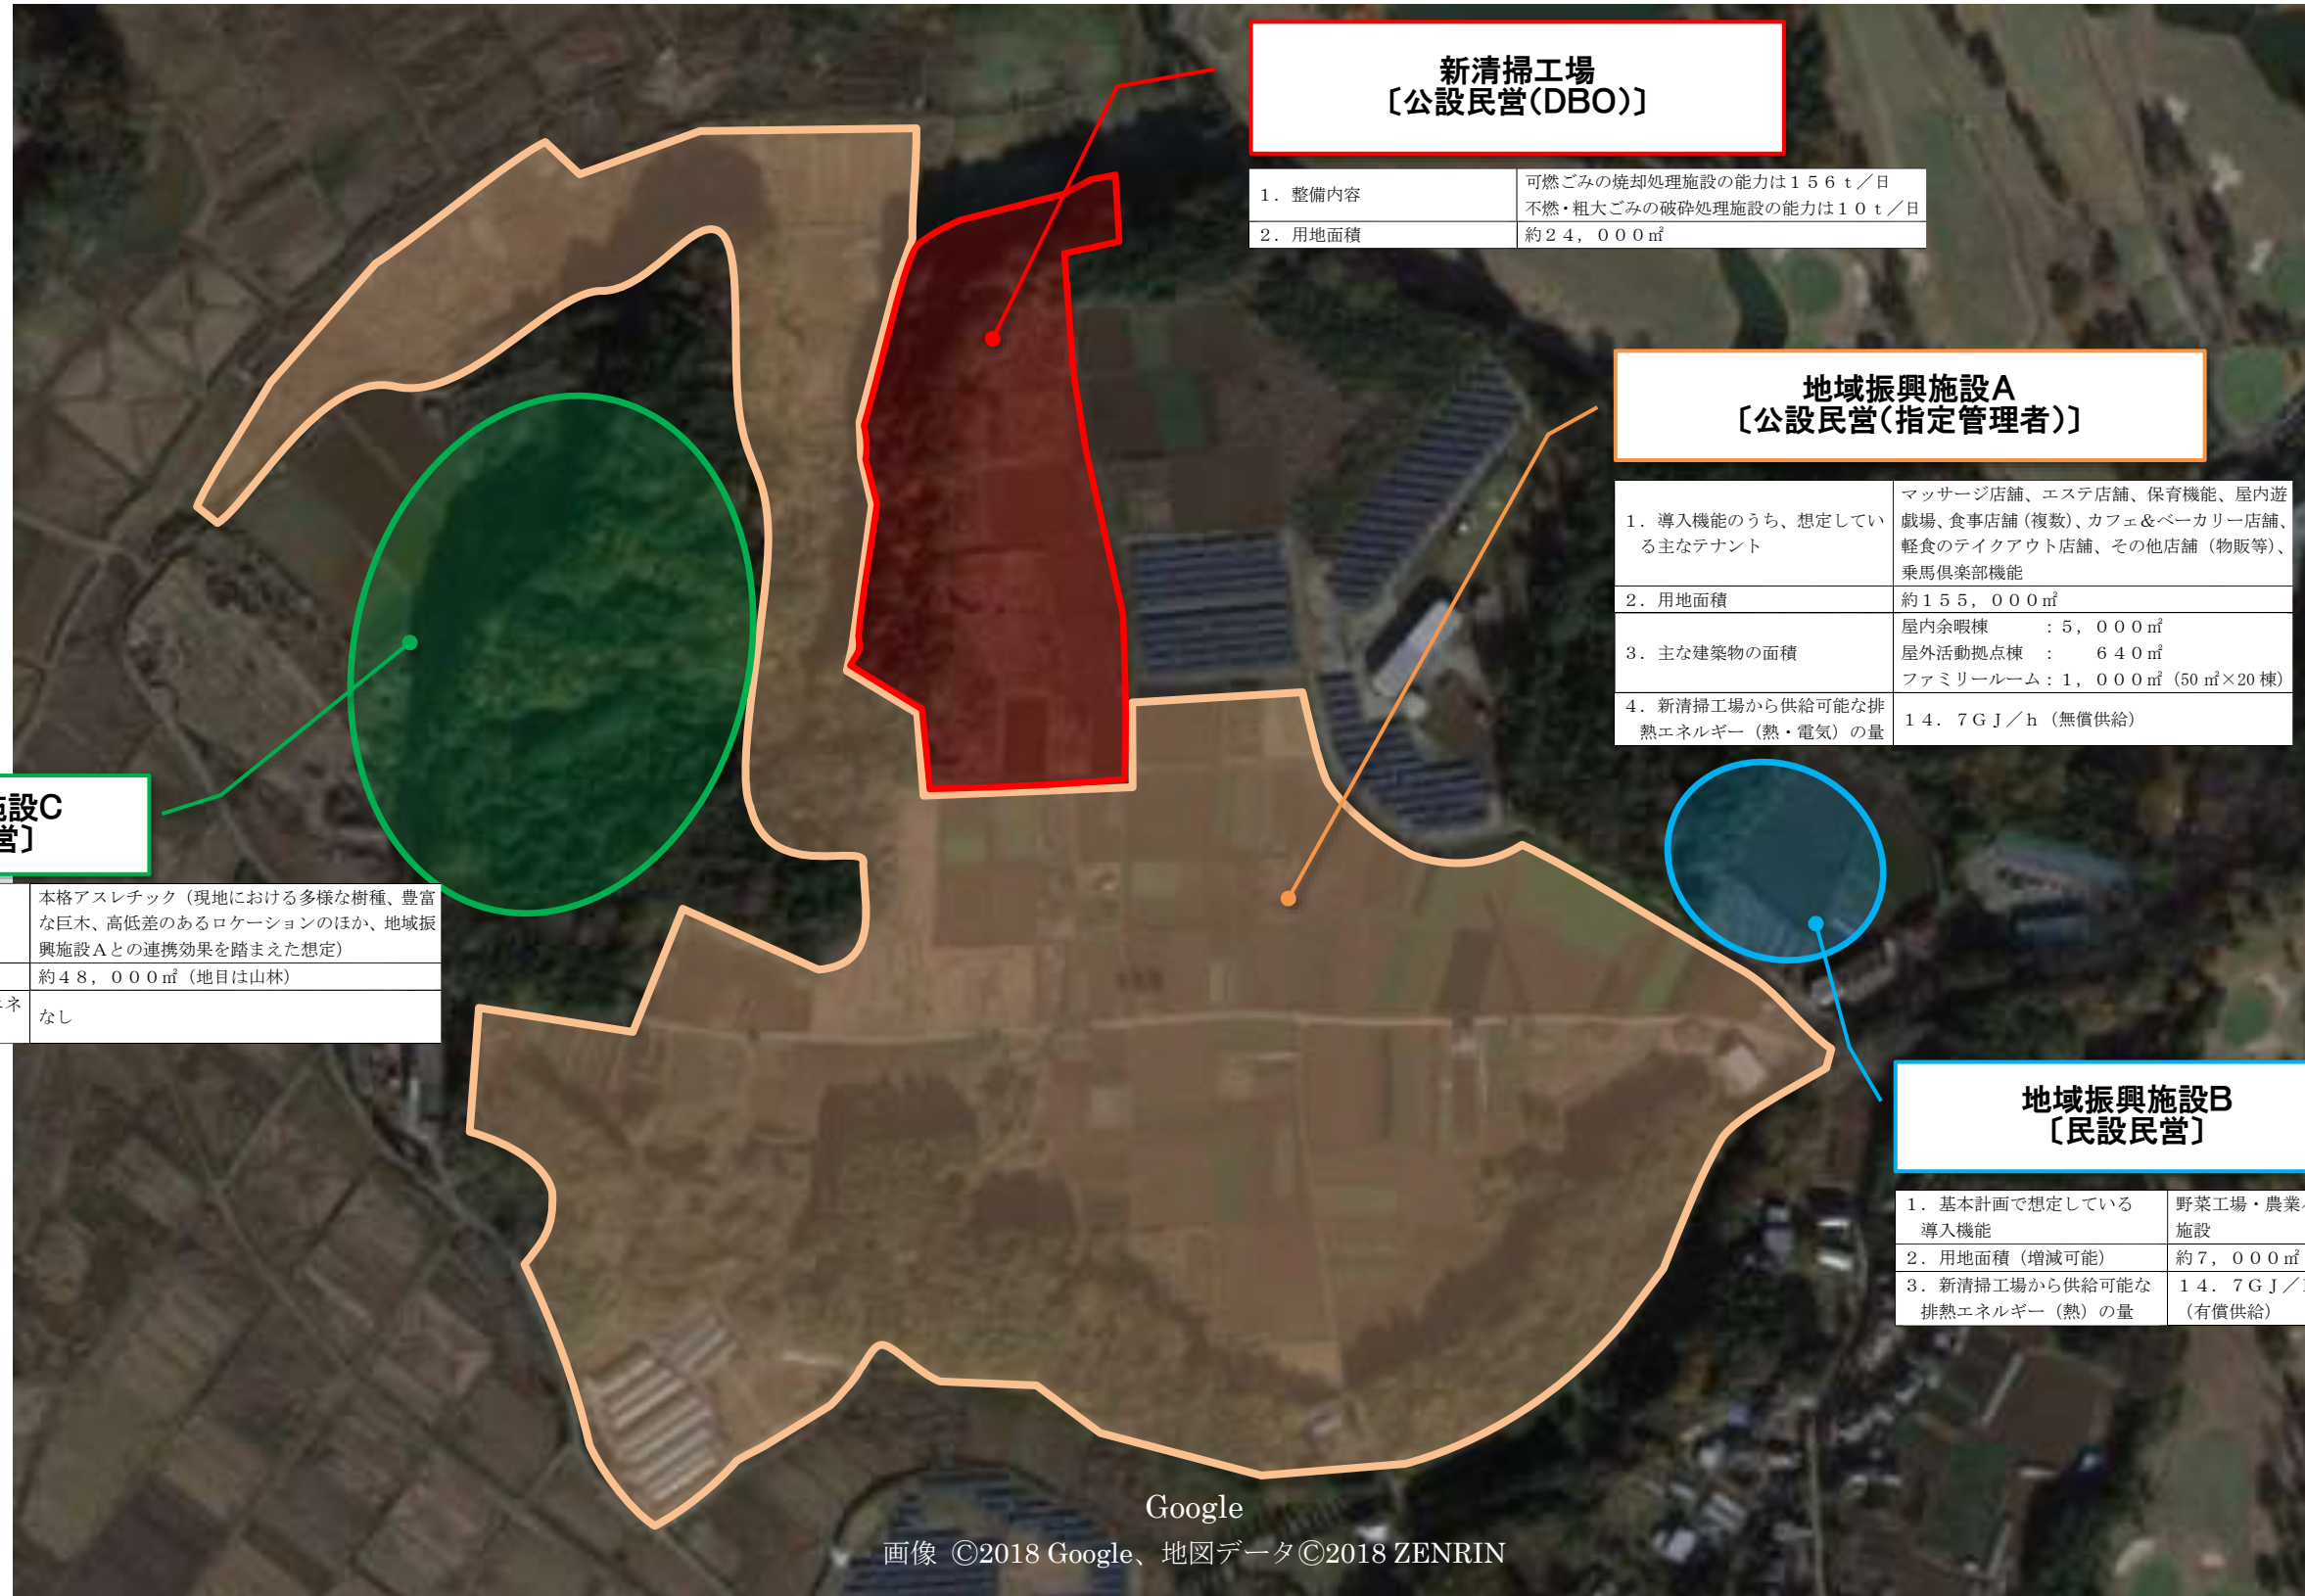 新清掃工場
〔公設民営(DBO)〕
1．整備内容
可燃ごみの焼却処理施設の能力は１５６ｔ／日
不燃・粗大ごみの破砕処理施設の能力は１０ｔ／日
2．用地面積
約２４，０００㎡
地域振興施設A
〔公設民営(指定管理者)〕
1．導入機能のうち、想定してい
る主なテナント
マッサージ店舗、エステ店舗、保育機能、屋内遊
戯場、食事店舗（複数）、カフェ＆ベーカリー店舗、
軽食のテイクアウト店舗、その他店舗（物販等）、
乗馬倶楽部機能
2．用地面積
約１５５，０００㎡
3．主な建築物の面積
屋内余暇棟　　　：５，０００㎡
屋外活動拠点棟　：　　６４０㎡
ファミリールーム：１，０００㎡（50 ㎡×20 棟）
4．新清掃工場から供給可能な排
熱エネルギー（熱・電気）の量
１４．７ＧＪ／ｈ（無償供給）
施設C
営〕
本格アスレチック（現地における多様な樹種、豊富
な巨木、高低差のあるロケーションのほか、地域振
興施設Ａとの連携効果を踏まえた想定）
約４８，０００㎡（地目は山林）
エネ
なし
地域振興施設B
〔民設民営〕
1．基本計画で想定している
導入機能
野菜工場・農業
施設
2．用地面積（増減可能）
約７，０００㎡
3．新清掃工場から供給可能な
排熱エネルギー（熱）の量
１４．７ＧＪ／
（有償供給）
Google
画像 ©2018 Google、地図データ©2018 ZENRIN